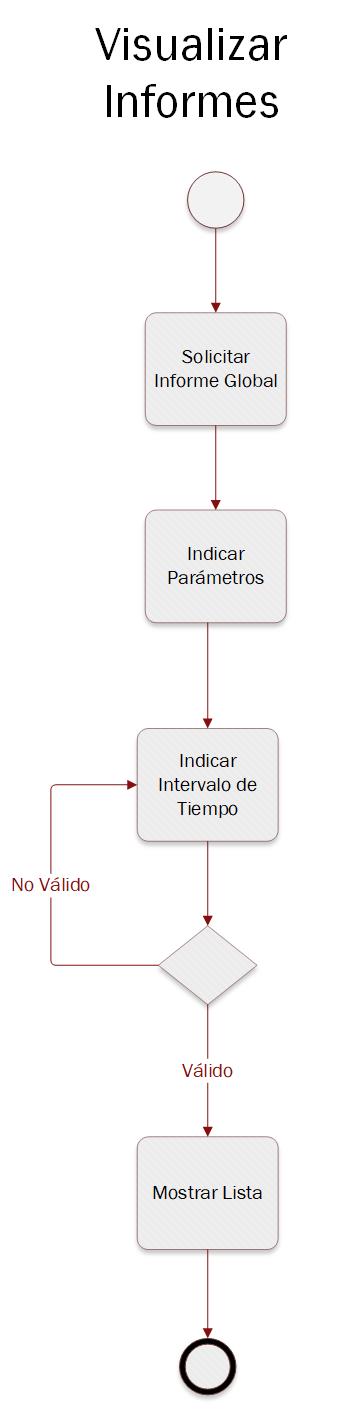 Visualizar
Informes
Solicitar
Informe Global
Indicar
Parámetros
Indicar
Intervalo de
Tiempo
No Válido
Válido
Mostrar Lista